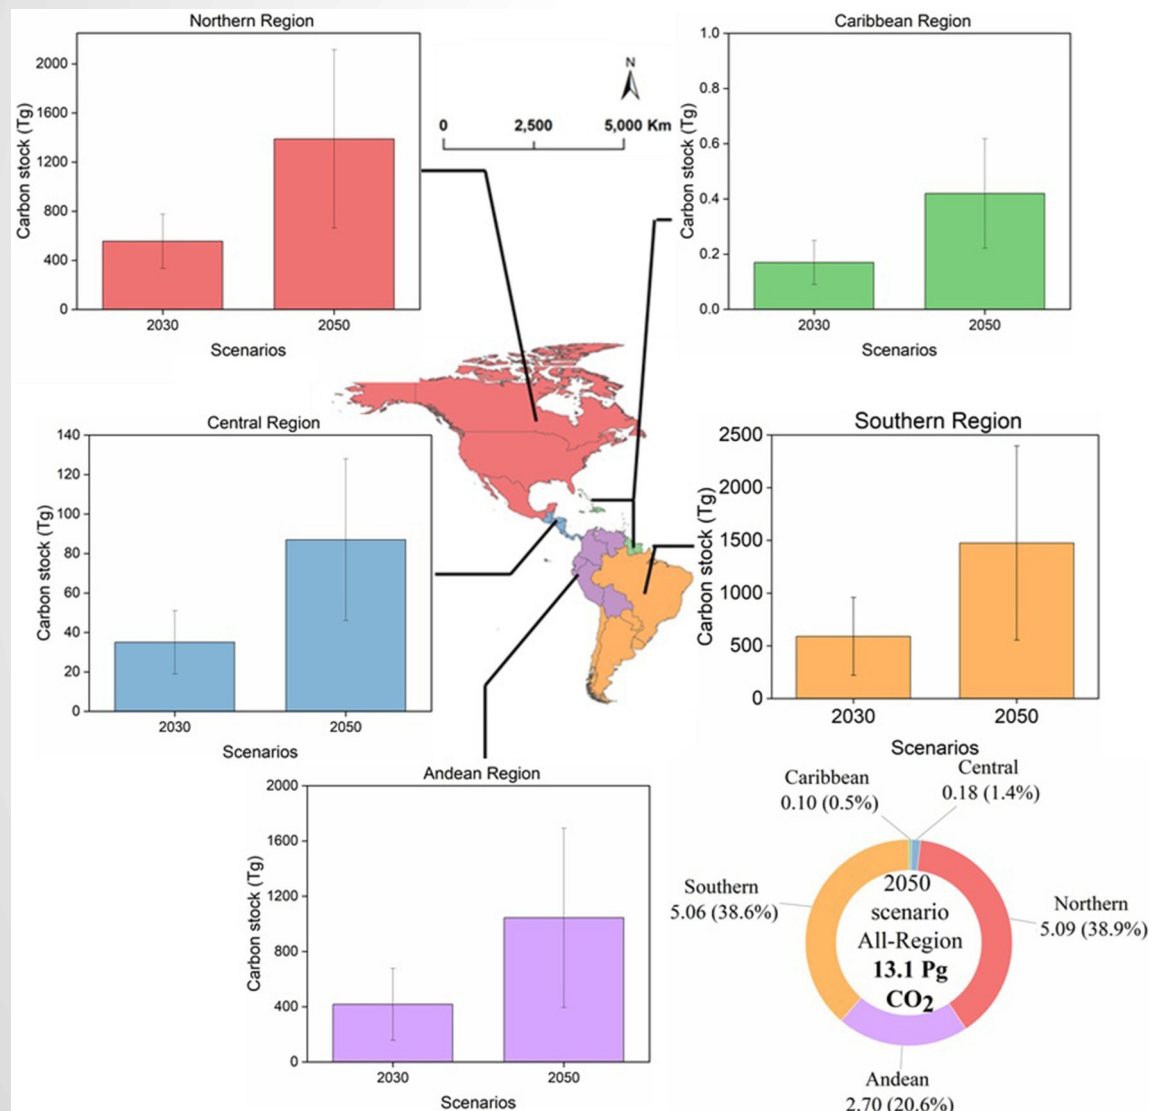 Northern Region
Carbon stock (Tg)
2000
1600
1200
800
400
0
2030 2050
Scenarios
N
0 2,500 5,000 Km
Caribbean Region
Carbon stock (Tg)
1.0
0.8
0.6
0.4
0.2
0.0
2030 2050
Scenarios
Central Region
Carbon stock (Tg)
140
120
100
80
60
40
20
0
2030 2050
Scenarios
Southern Region
Carbon stock (Tg)
2500
2000
1500
1000
500
0
2030 2050
Scenarios
Andean Region
Carbon stock (Tg)
2000
1600
1200
800
400
0
2030 2050
Scenarios
Caribbean
0.10 (0.5%)
Central
0.18 (1.4%)
Southern
5.06 (38.6%)
Northern
5.09 (38.9%)
Andean
2.70 (20.6%)
2050
scenario
All-Region
13.1 Pg
CO2